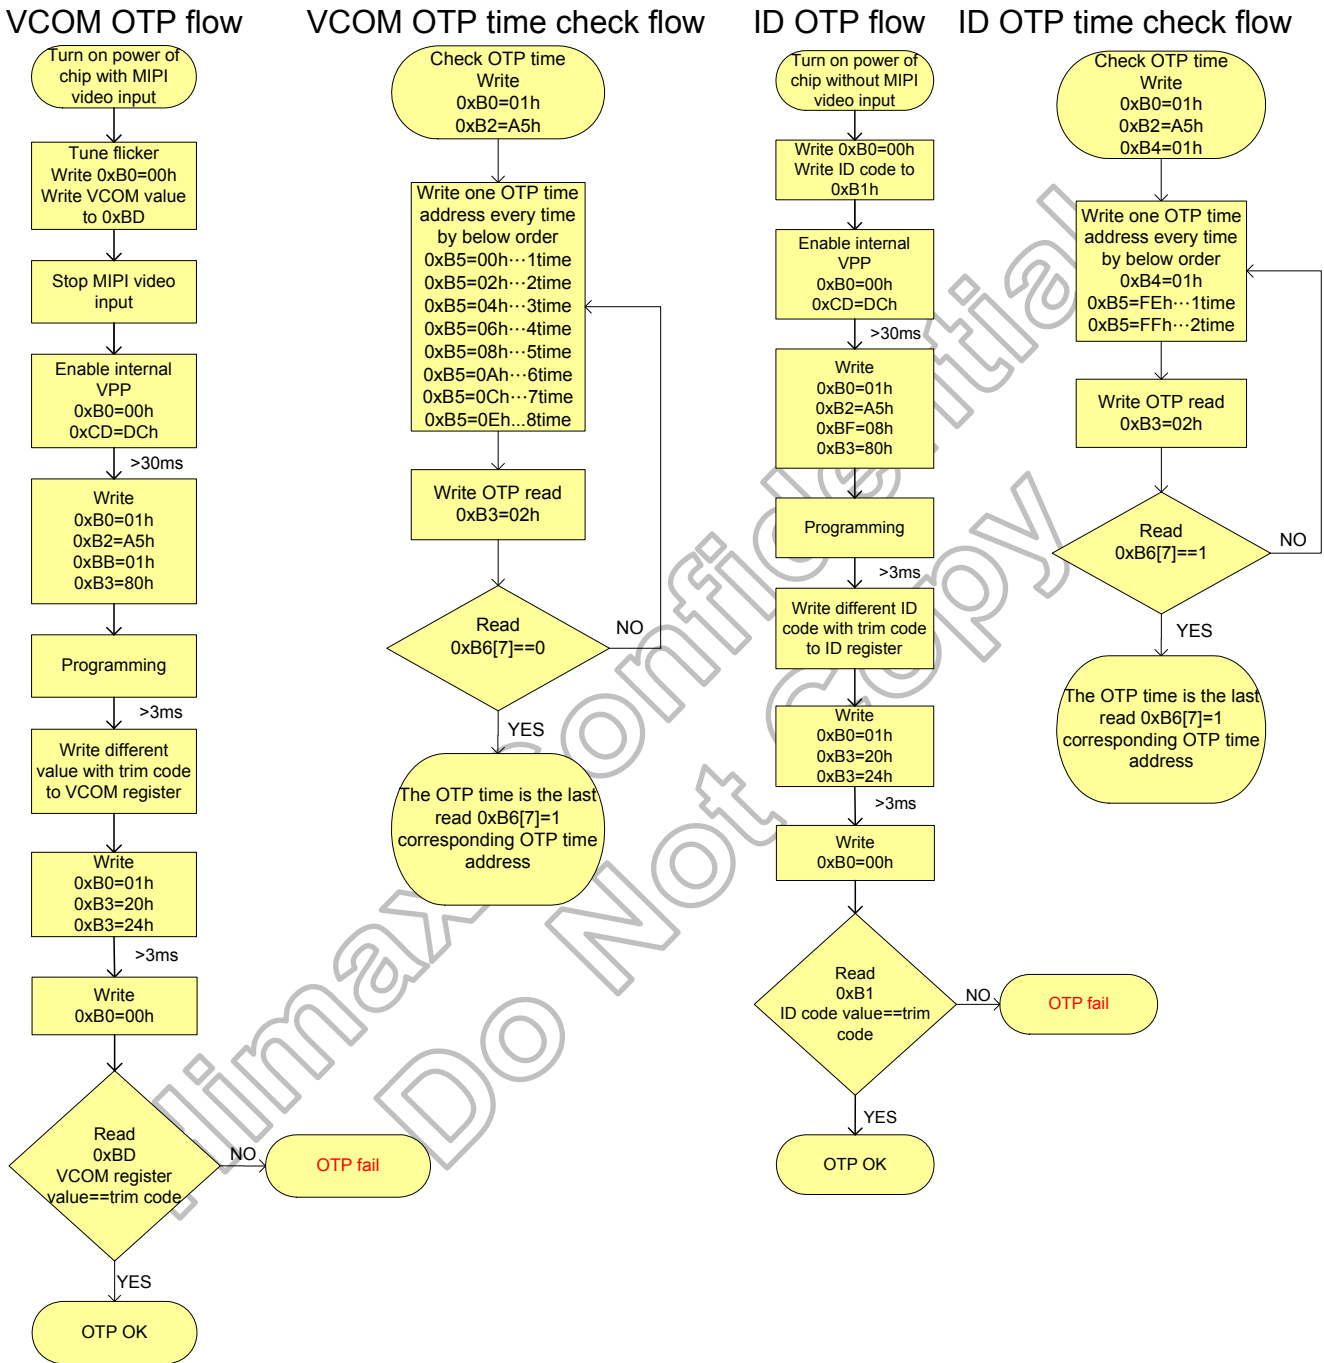 VCOM OTP flow
Turn on power of
chip with MIPI
video input
Tune flicker
Write 0xB0=00h
Write VCOM value
to 0xBD
Stop MIPI video
input
Enable internal
VPP
0xB0=00h
0xCD=DCh
>30ms
Write
0xB0=01h
0xB2=A5h
0xBB=01h
0xB3=80h
Programming
>3ms
Write different
value with trim code
to VCOM register
Write
0xB0=01h
0xB3=20h
0xB3=24h
>3ms
Write
0xB0=00h
Read
0xBD
VCOM register
value==trim code
NO
OTP fail
YES
OTP OK
VCOM OTP time check flow
Check OTP time
Write
0xB0=01h
0xB2=A5h
Write one OTP time
address every time
by below order
0xB5=00h···1time
0xB5=02h···2time
0xB5=04h···3time
0xB5=06h···4time
0xB5=08h···5time
0xB5=0Ah···6time
0xB5=0Ch···7time
0xB5=0Eh...8time
Write OTP read
0xB3=02h
Read
0xB6[7]==0
NO
YES
The OTP time is the last
read 0xB6[7]=1
corresponding OTP time
address
ID OTP flow
Turn on power of
chip without MIPI
video input
Write 0xB0=00h
Write ID code to
0xB1h
Enable internal
VPP
0xB0=00h
0xCD=DCh
>30ms
Write
0xB0=01h
0xB2=A5h
0xBF=08h
0xB3=80h
Programming
>3ms
Write different ID
code with trim code
to ID register
Write
0xB0=01h
0xB3=20h
0xB3=24h
>3ms
Write
0xB0=00h
Read
0xB1
ID code value==trim
code
NO
OTP fail
YES
OTP OK
ID OTP time check flow
Check OTP time
Write
0xB0=01h
0xB2=A5h
0xB4=01h
Write one OTP time
address every time
by below order
0xB4=01h
0xB5=FEh···1time
0xB5=FFh···2time
Write OTP read
0xB3=02h
Read
0xB6[7]==1
NO
YES
The OTP time is the last
read 0xB6[7]=1
corresponding OTP time
address
Himax Confidential
Do Not Copy